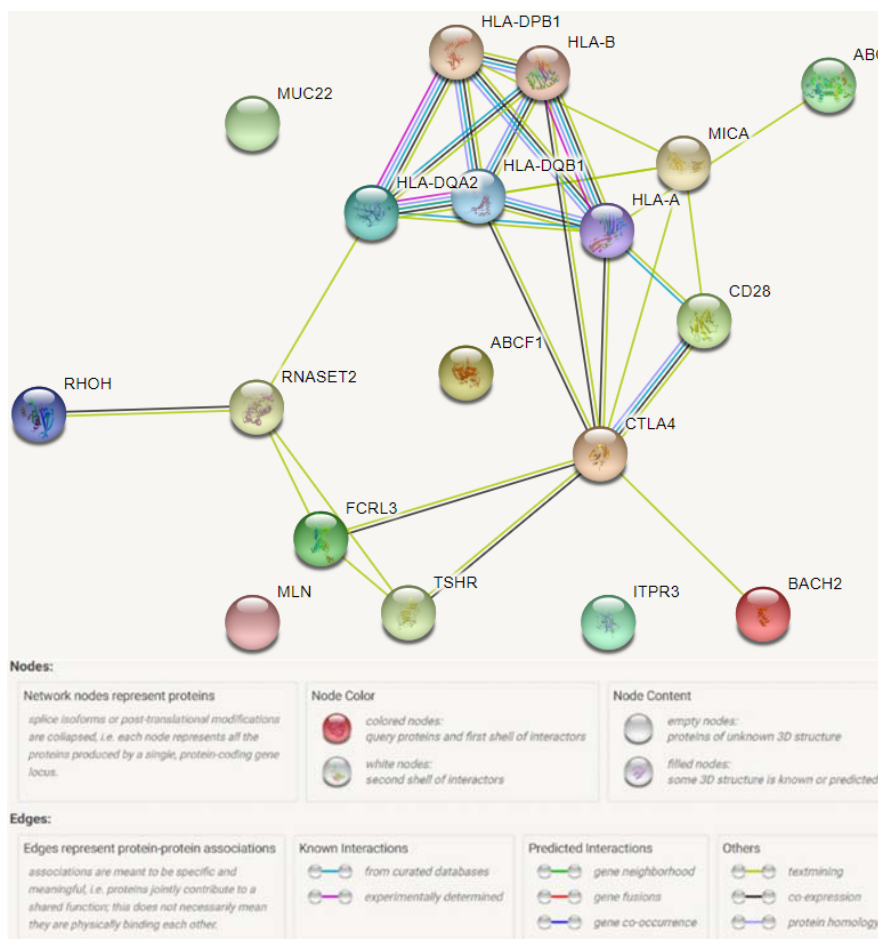 HLA-DPB1
HLA-B
ABC
MUC22
MICA
HLA-DQB1
HLA-DQA2
HLA-A
CD28
ABCF1
RNASET2
RHOH
CTLA4
FCRL3
TSHR
MLN
ITPR3
BACH2
Nodes:
Network nodes represent proteins
splice isoforms or post-translational modifications
are collapsed, i.e. each node represents all the
proteins produced by a single, protein-coding gene
locus.
Node Color
colored nodes:
query proteins and first shell of interactors
white nodes:
second shell of interactors
Node Content
empty nodes:
proteins of unknown 3D structure
filled nodes:
some 3D structure is known or predicted
Edges:
Edges represent protein-protein associations
associations are meant to be specific and
meaningful, i.e. proteins jointly contribute to a
shared function; this does not necessarily mean
they are physically binding each other.
Known Interactions
from curated databases
experimentally determined
Predicted Interactions
gene neighborhood
gene fusions
gene co-occurrence
Others
textmining
co-expression
protein homology